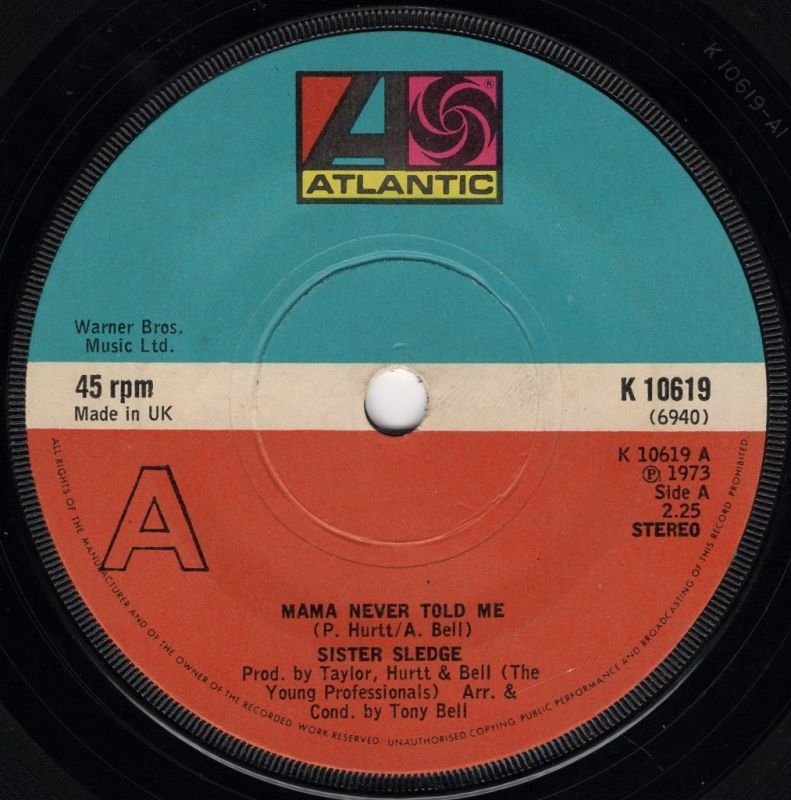 K 10619-A1
ATLANTIC®
Warner Bros.
Music Ltd.
45 rpm
Made in UK
K 10619
(6940)
K 10619 A
℗ 1973
Side A
2.25
STEREO
A
MAMA NEVER TOLD ME
(P. Hurtt/A. Bell)
SISTER SLEDGE
Prod. by Taylor, Hurtt & Bell (The
Young Professionals) Arr. &
Cond. by Tony Bell
ALL RIGHTS OF THE MANUFACTURER AND OF THE OWNER OF THE RECORDED WORK RESERVED. UNAUTHORISED COPYING PUBLIC PERFORMANCE AND BROADCASTING OF THIS RECORD PROHIBITED.